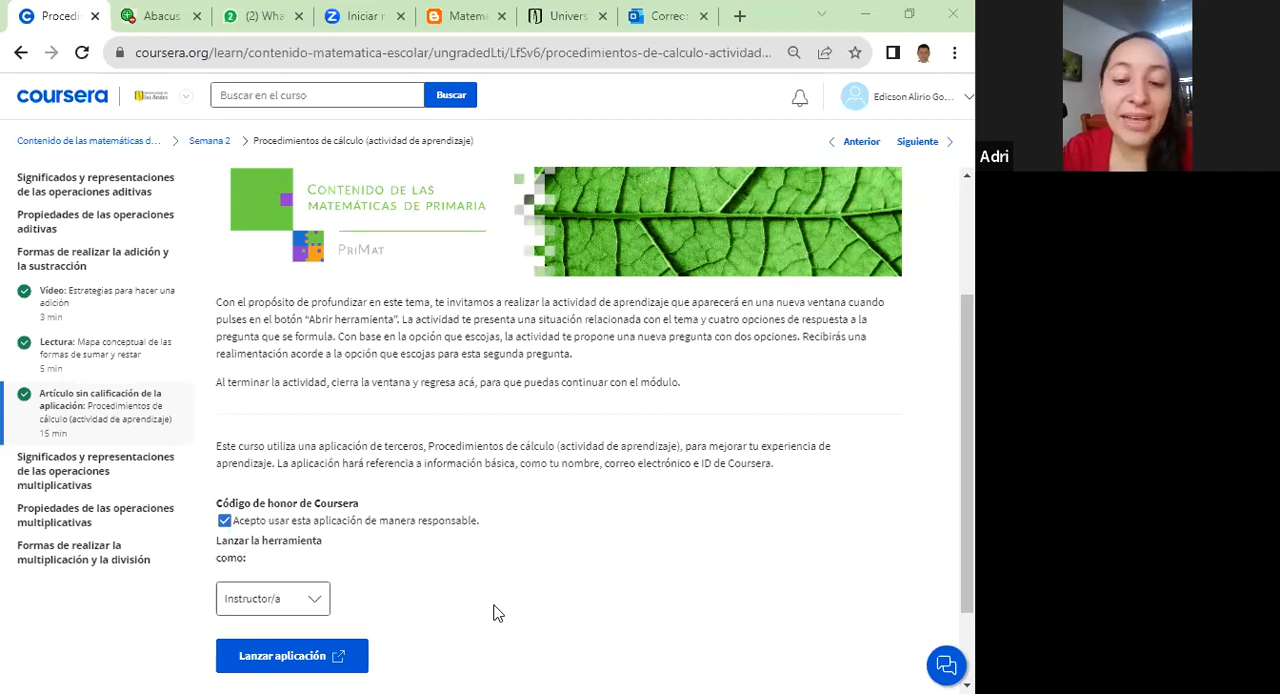 Procedi
Abacus
(2) Wha
Iniciar r
Matema
Univers
Correo:
coursera.org/learn/contenido-matematica-escolar/ungradedLti/LfSv6/procedimientos-de-calculo-actividad...
coursera
Buscar en el curso
Buscar
Edicson Alirio Go...
Contenido de las matemáticas d...
Semana 2
Procedimientos de cálculo (actividad de aprendizaje)
Anterior
Siguiente
Significados y representaciones
de las operaciones aditivas
Propiedades de las operaciones
aditivas
Formas de realizar la adición y
la sustracción
Vídeo: Estrategias para hacer una
adición
3 min
Lectura: Mapa conceptual de las
formas de sumar y restar
5 min
Artículo sin calificación de la
aplicación: Procedimientos de
cálculo (actividad de aprendizaje)
15 min
Significados y representaciones
de las operaciones
multiplicativas
Propiedades de las operaciones
multiplicativas
Formas de realizar la
multiplicación y la división
CONTENIDO DE LAS
MATEMÁTICAS DE PRIMARIA
PRIMAT
Con el propósito de profundizar en este tema, te invitamos a realizar la actividad de aprendizaje que aparecerá en una nueva ventana cuando
pulses en el botón “Abrir herramienta”. La actividad te presenta una situación relacionada con el tema y cuatro opciones de respuesta a la
pregunta que se formula. Con base en la opción que escojas, la actividad te propone una nueva pregunta con dos opciones. Recibirás una
realimentación acorde a la opción que escojas para esta segunda pregunta.
Al terminar la actividad, cierra la ventana y regresa acá, para que puedas continuar con el módulo.
Este curso utiliza una aplicación de terceros, Procedimientos de cálculo (actividad de aprendizaje), para mejorar tu experiencia de
aprendizaje. La aplicación hará referencia a información básica, como tu nombre, correo electrónico e ID de Coursera.
Código de honor de Coursera
Acepto usar esta aplicación de manera responsable.
Lanzar la herramienta
como:
Instructor/a
Lanzar aplicación
Adri